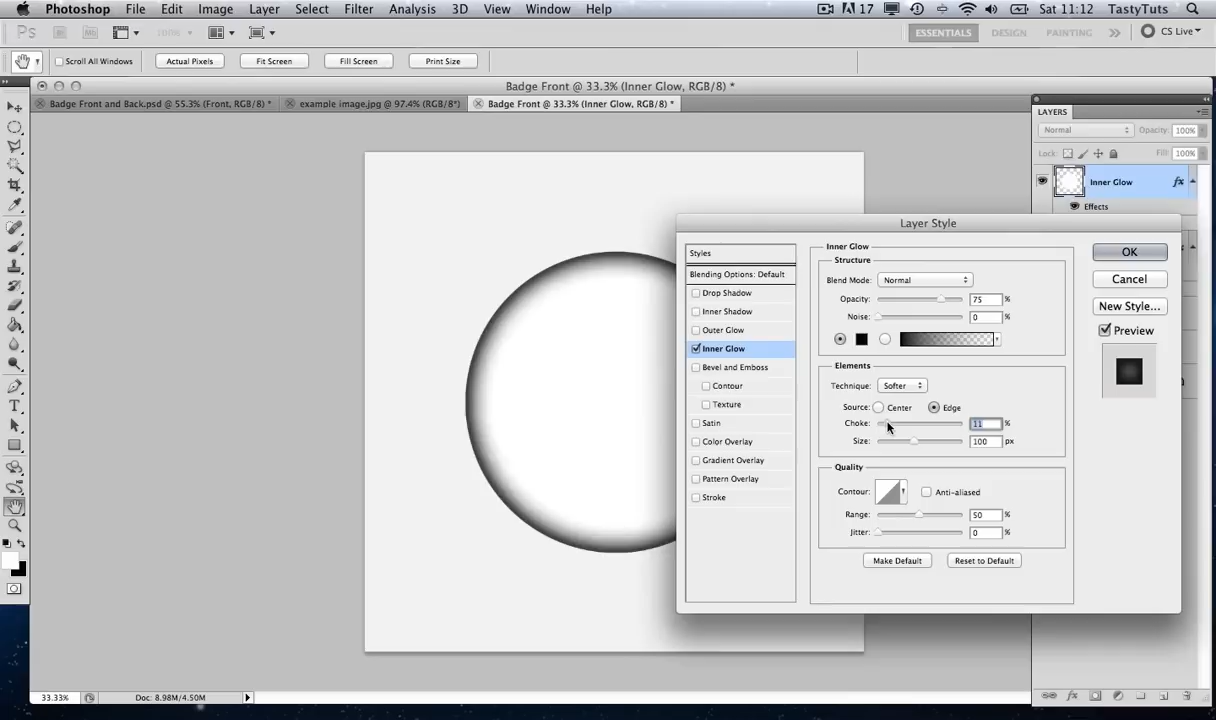 Photoshop File Edit Image Layer Select Filter Analysis 3D View Window Help 17 Sat 11:12 TastyTuts
Ps Br Mb 100% ESSENTIALS DESIGN PAINTING CS Live
Scroll All Windows Actual Pixels Fit Screen Fill Screen Print Size
Badge Front @ 33.3% (Inner Glow, RGB/8) *
Badge Front and Back.psd @ 55.3% (Front, RGB/8) * example image.jpg @ 97.4% (RGB/8*) Badge Front @ 33.3% (Inner Glow, RGB/8) *
LAYERS
Normal Opacity: 100%
Lock: Fill: 100%
Inner Glow fx
Effects
Layer Style
Styles
Blending Options: Default
Drop Shadow
Inner Shadow
Outer Glow
Inner Glow
Bevel and Emboss
Contour
Texture
Satin
Color Overlay
Gradient Overlay
Pattern Overlay
Stroke
Inner Glow
Structure
Blend Mode: Normal
Opacity: 75 %
Noise: 0 %
Elements
Technique: Softer
Source: Center Edge
Choke: 11 %
Size: 100 px
Quality
Contour: Anti-aliased
Range: 50 %
Jitter: 0 %
Make Default Reset to Default
OK
Cancel
New Style...
Preview
33.33% Doc: 8.98M/4.50M
fx